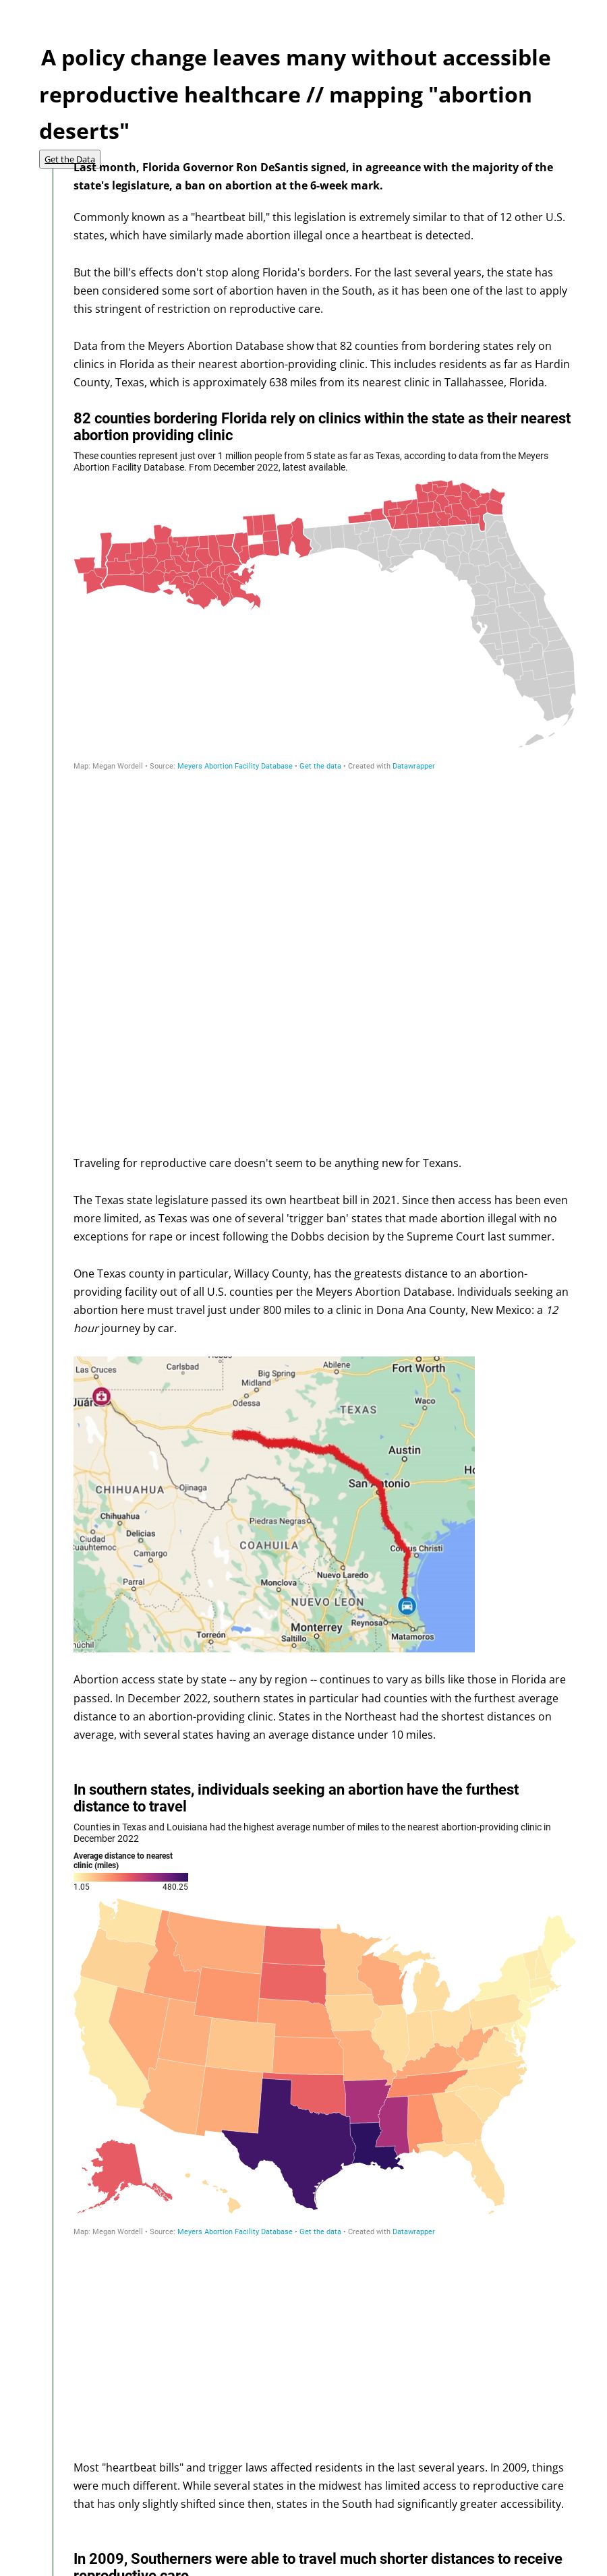 A policy change leaves many without accessible
reproductive healthcare // mapping "abortion
deserts"
Get the Data
Last month, Florida Governor Ron DeSantis signed, in agreeance with the majority of the
state's legislature, a ban on abortion at the 6-week mark.
Commonly known as a "heartbeat bill," this legislation is extremely similar to that of 12 other U.S.
states, which have similarly made abortion illegal once a heartbeat is detected.
But the bill's effects don't stop along Florida's borders. For the last several years, the state has
been considered some sort of abortion haven in the South, as it has been one of the last to apply
this stringent of restriction on reproductive care.
Data from the Meyers Abortion Database show that 82 counties from bordering states rely on
clinics in Florida as their nearest abortion-providing clinic. This includes residents as far as Hardin
County, Texas, which is approximately 638 miles from its nearest clinic in Tallahassee, Florida.
82 counties bordering Florida rely on clinics within the state as their nearest
abortion providing clinic
These counties represent just over 1 million people from 5 state as far as Texas, according to data from the Meyers
Abortion Facility Database. From December 2022, latest available.
Map: Megan Wordell • Source: Meyers Abortion Facility Database • Get the data • Created with Datawrapper
Traveling for reproductive care doesn't seem to be anything new for Texans.
The Texas state legislature passed its own heartbeat bill in 2021. Since then access has been even
more limited, as Texas was one of several 'trigger ban' states that made abortion illegal with no
exceptions for rape or incest following the Dobbs decision by the Supreme Court last summer.
One Texas county in particular, Willacy County, has the greatests distance to an abortion-
providing facility out of all U.S. counties per the Meyers Abortion Database. Individuals seeking an
abortion here must travel just under 800 miles to a clinic in Dona Ana County, New Mexico: a 12
hour journey by car.
Las Cruces
Carlsbad
Abilene
Fort Worth
Big Spring
Midland
Odessa
TEXAS
Waco
Austin
San Antonio
CHIHUAHUA
Ojinaga
Chihuahua
Piedras Negras
Corpus Christi
Delicias
Ciudad
Cuauhtemoc
COAHUILA
Camargo
Nuevo Laredo
Parral
Monclova
NUEVO LEON
Reynosa
Monterrey
Matamoros
Torreón
Saltillo
Abortion access state by state -- any by region -- continues to vary as bills like those in Florida are
passed. In December 2022, southern states in particular had counties with the furthest average
distance to an abortion-providing clinic. States in the Northeast had the shortest distances on
average, with several states having an average distance under 10 miles.
In southern states, individuals seeking an abortion have the furthest
distance to travel
Counties in Texas and Louisiana had the highest average number of miles to the nearest abortion-providing clinic in
December 2022
Average distance to nearest
clinic (miles)
1.05 480.25
Map: Megan Wordell • Source: Meyers Abortion Facility Database • Get the data • Created with Datawrapper
Most "heartbeat bills" and trigger laws affected residents in the last several years. In 2009, things
were much different. While several states in the midwest has limited access to reproductive care
that has only slightly shifted since then, states in the South had significantly greater accessibility.
In 2009, Southerners were able to travel much shorter distances to receive
reproductive care